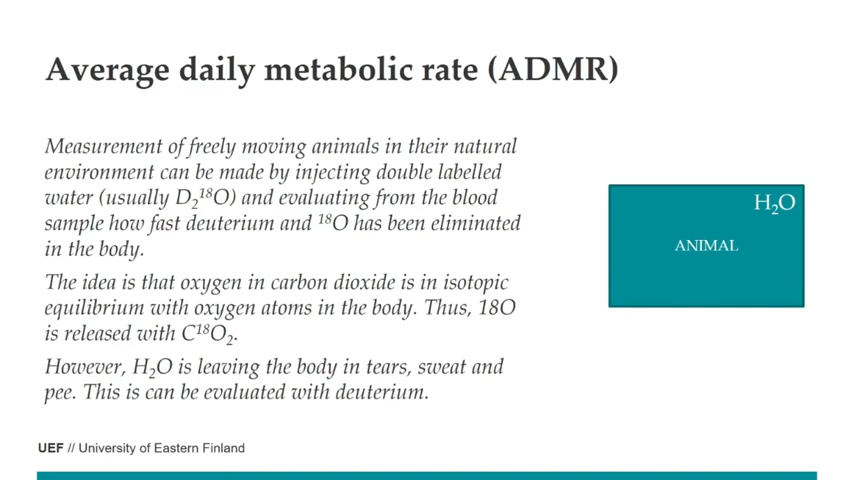 Average daily metabolic rate (ADMR)
Measurement of freely moving animals in their natural
environment can be made by injecting double labelled
water (usually D₂¹⁸O) and evaluating from the blood
sample how fast deuterium and ¹⁸O has been eliminated
in the body.
The idea is that oxygen in carbon dioxide is in isotopic
equilibrium with oxygen atoms in the body. Thus, 18O
is released with C¹⁸O₂.
However, H₂O is leaving the body in tears, sweat and
pee. This is can be evaluated with deuterium.
H₂O
ANIMAL
UEF // University of Eastern Finland